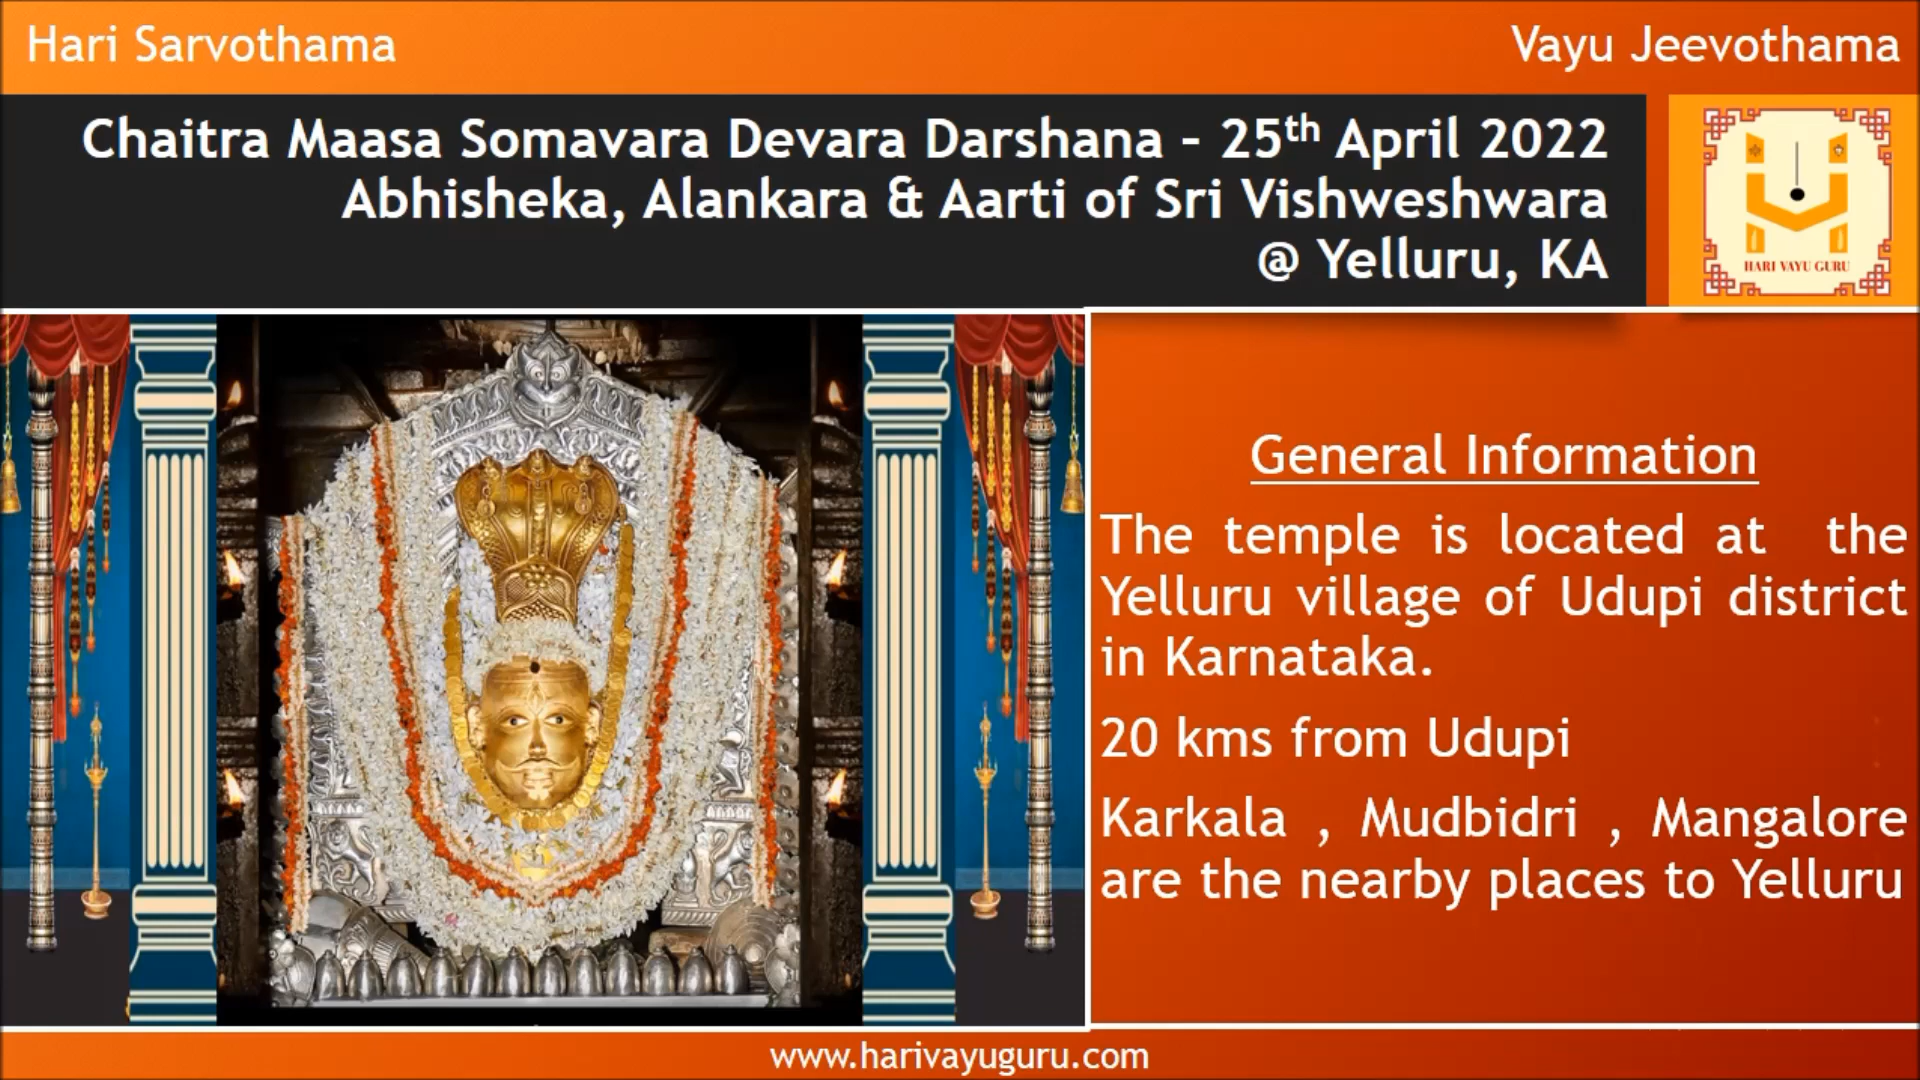 Hari Sarvothama
Vayu Jeevothama
Chaitra Maasa Somavara Devara Darshana – 25th April 2022
Abhisheka, Alankara & Aarti of Sri Vishweshwara
@ Yelluru, KA
HARI VAYU GURU
General Information
The temple is located at the
Yelluru village of Udupi district
in Karnataka.
20 kms from Udupi
Karkala , Mudbidri , Mangalore
are the nearby places to Yelluru
www.harivayuguru.com